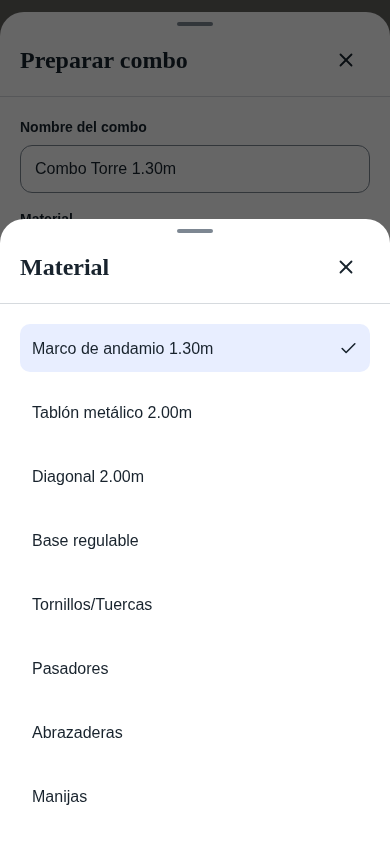 Preparar combo
Nombre del combo
Combo Torre 1.30m
Material
Material
Marco de andamio 1.30m
Tablón metálico 2.00m
Diagonal 2.00m
Base regulable
Tornillos/Tuercas
Pasadores
Abrazaderas
Manijas